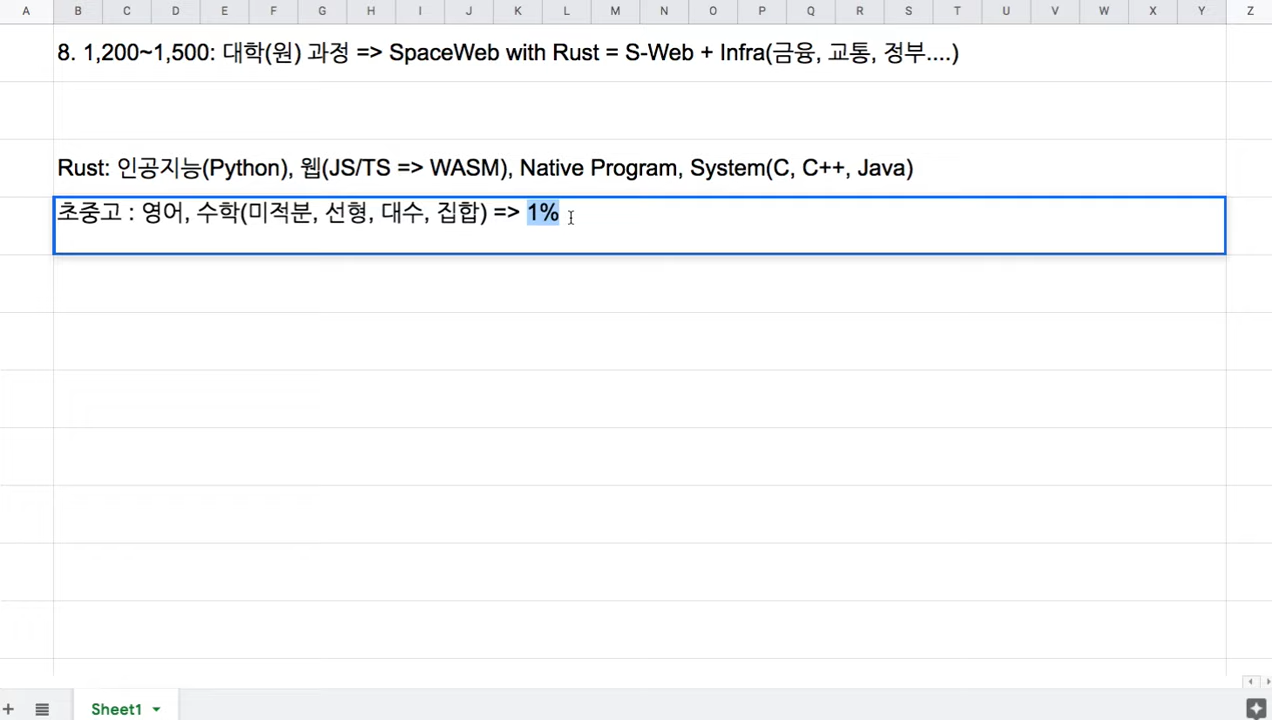 A B C D E F G H I J K L M N O P Q R S T U V W X Y Z
8. 1,200~1,500: 대학(원) 과정 => SpaceWeb with Rust = S-Web + Infra(금융, 교통, 정부....)
Rust: 인공지능(Python), 웹(JS/TS => WASM), Native Program, System(C, C++, Java)
초중고 : 영어, 수학(미적분, 선형, 대수, 집합) => 1%
Sheet1